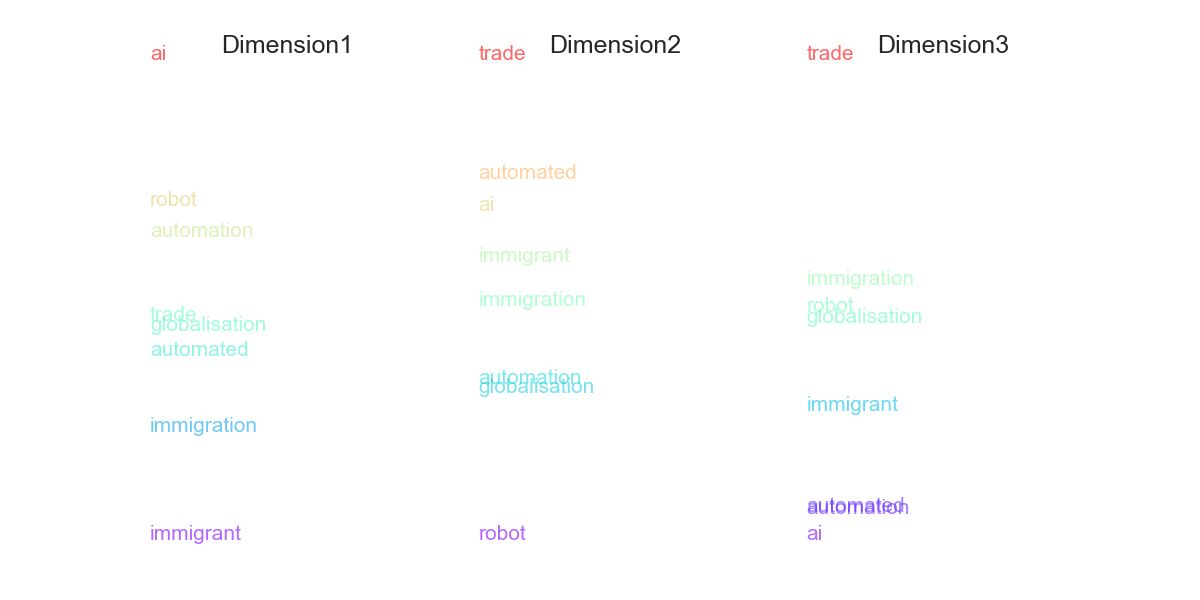 Dimension1
ai
robot
automation
trade
globalisation
automated
immigration
immigrant
Dimension2
trade
automated
ai
immigrant
immigration
automation
globalisation
robot
Dimension3
trade
immigration
robot
globalisation
immigrant
automated
automation
ai